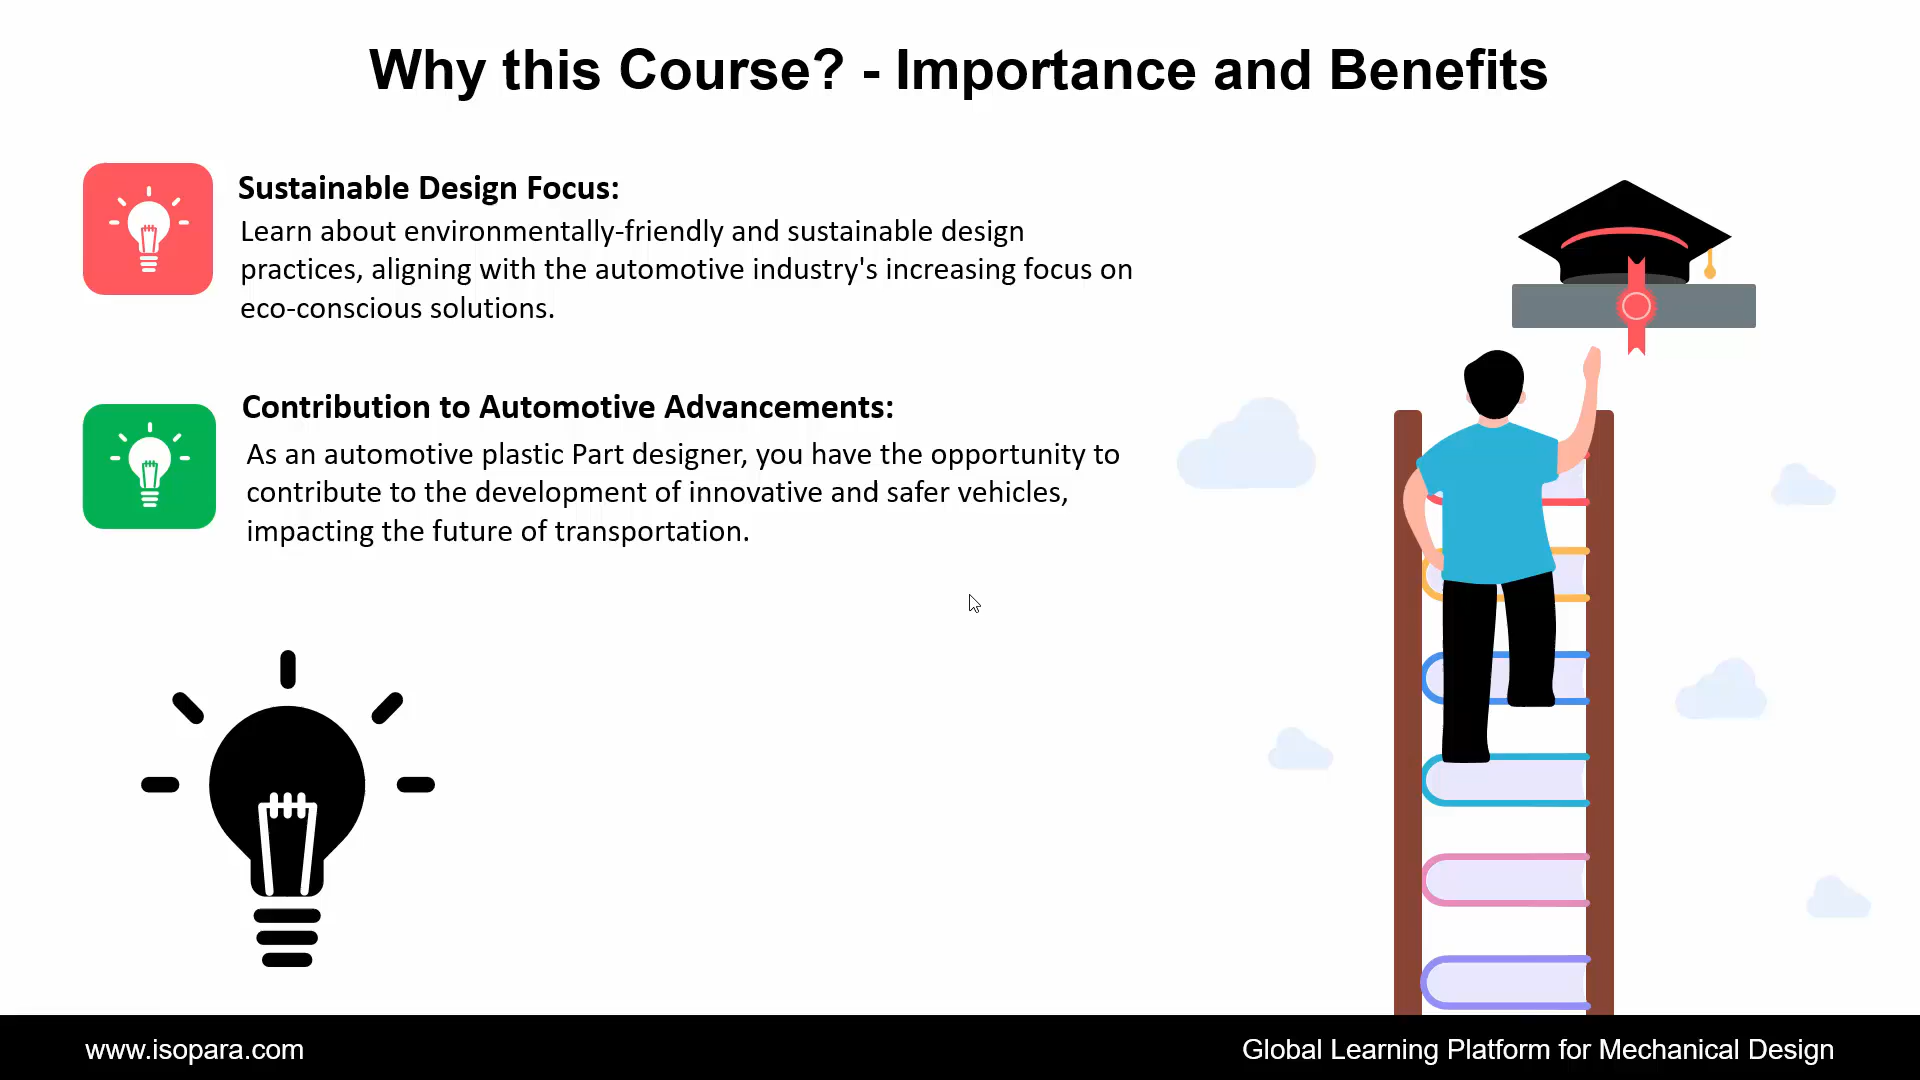 Why this Course? - Importance and Benefits
Sustainable Design Focus:
Learn about environmentally-friendly and sustainable design
practices, aligning with the automotive industry's increasing focus on
eco-conscious solutions.
Contribution to Automotive Advancements:
As an automotive plastic Part designer, you have the opportunity to
contribute to the development of innovative and safer vehicles,
impacting the future of transportation.
www.isopara.com
Global Learning Platform for Mechanical Design